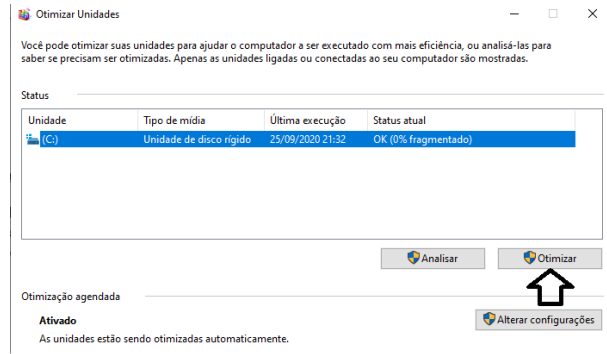 Otimizar Unidades
Você pode otimizar suas unidades para ajudar o computador a ser executado com mais eficiência, ou analisá-las para
saber se precisam ser otimizadas. Apenas as unidades ligadas ou conectadas ao seu computador são mostradas.
Status
Unidade Tipo de mídia Última execução Status atual
(C:) Unidade de disco rígido 25/09/2020 21:32 OK (0% fragmentado)
Analisar Otimizar
Otimização agendada
Ativado Alterar configurações
As unidades estão sendo otimizadas automaticamente.